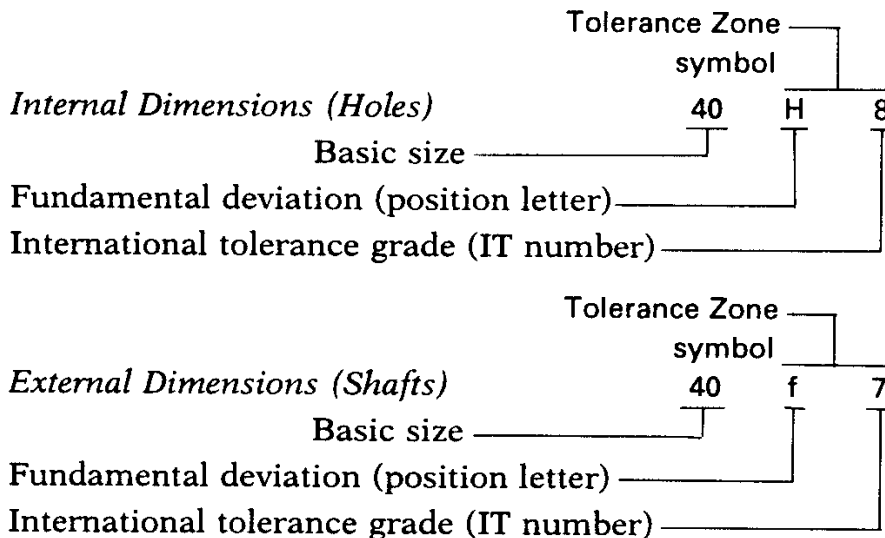 Tolerance Zone
symbol
Internal Dimensions (Holes) 40 H 8
Basic size
Fundamental deviation (position letter)
International tolerance grade (IT number)
Tolerance Zone
symbol
External Dimensions (Shafts) 40 f 7
Basic size
Fundamental deviation (position letter)
International tolerance grade (IT number)